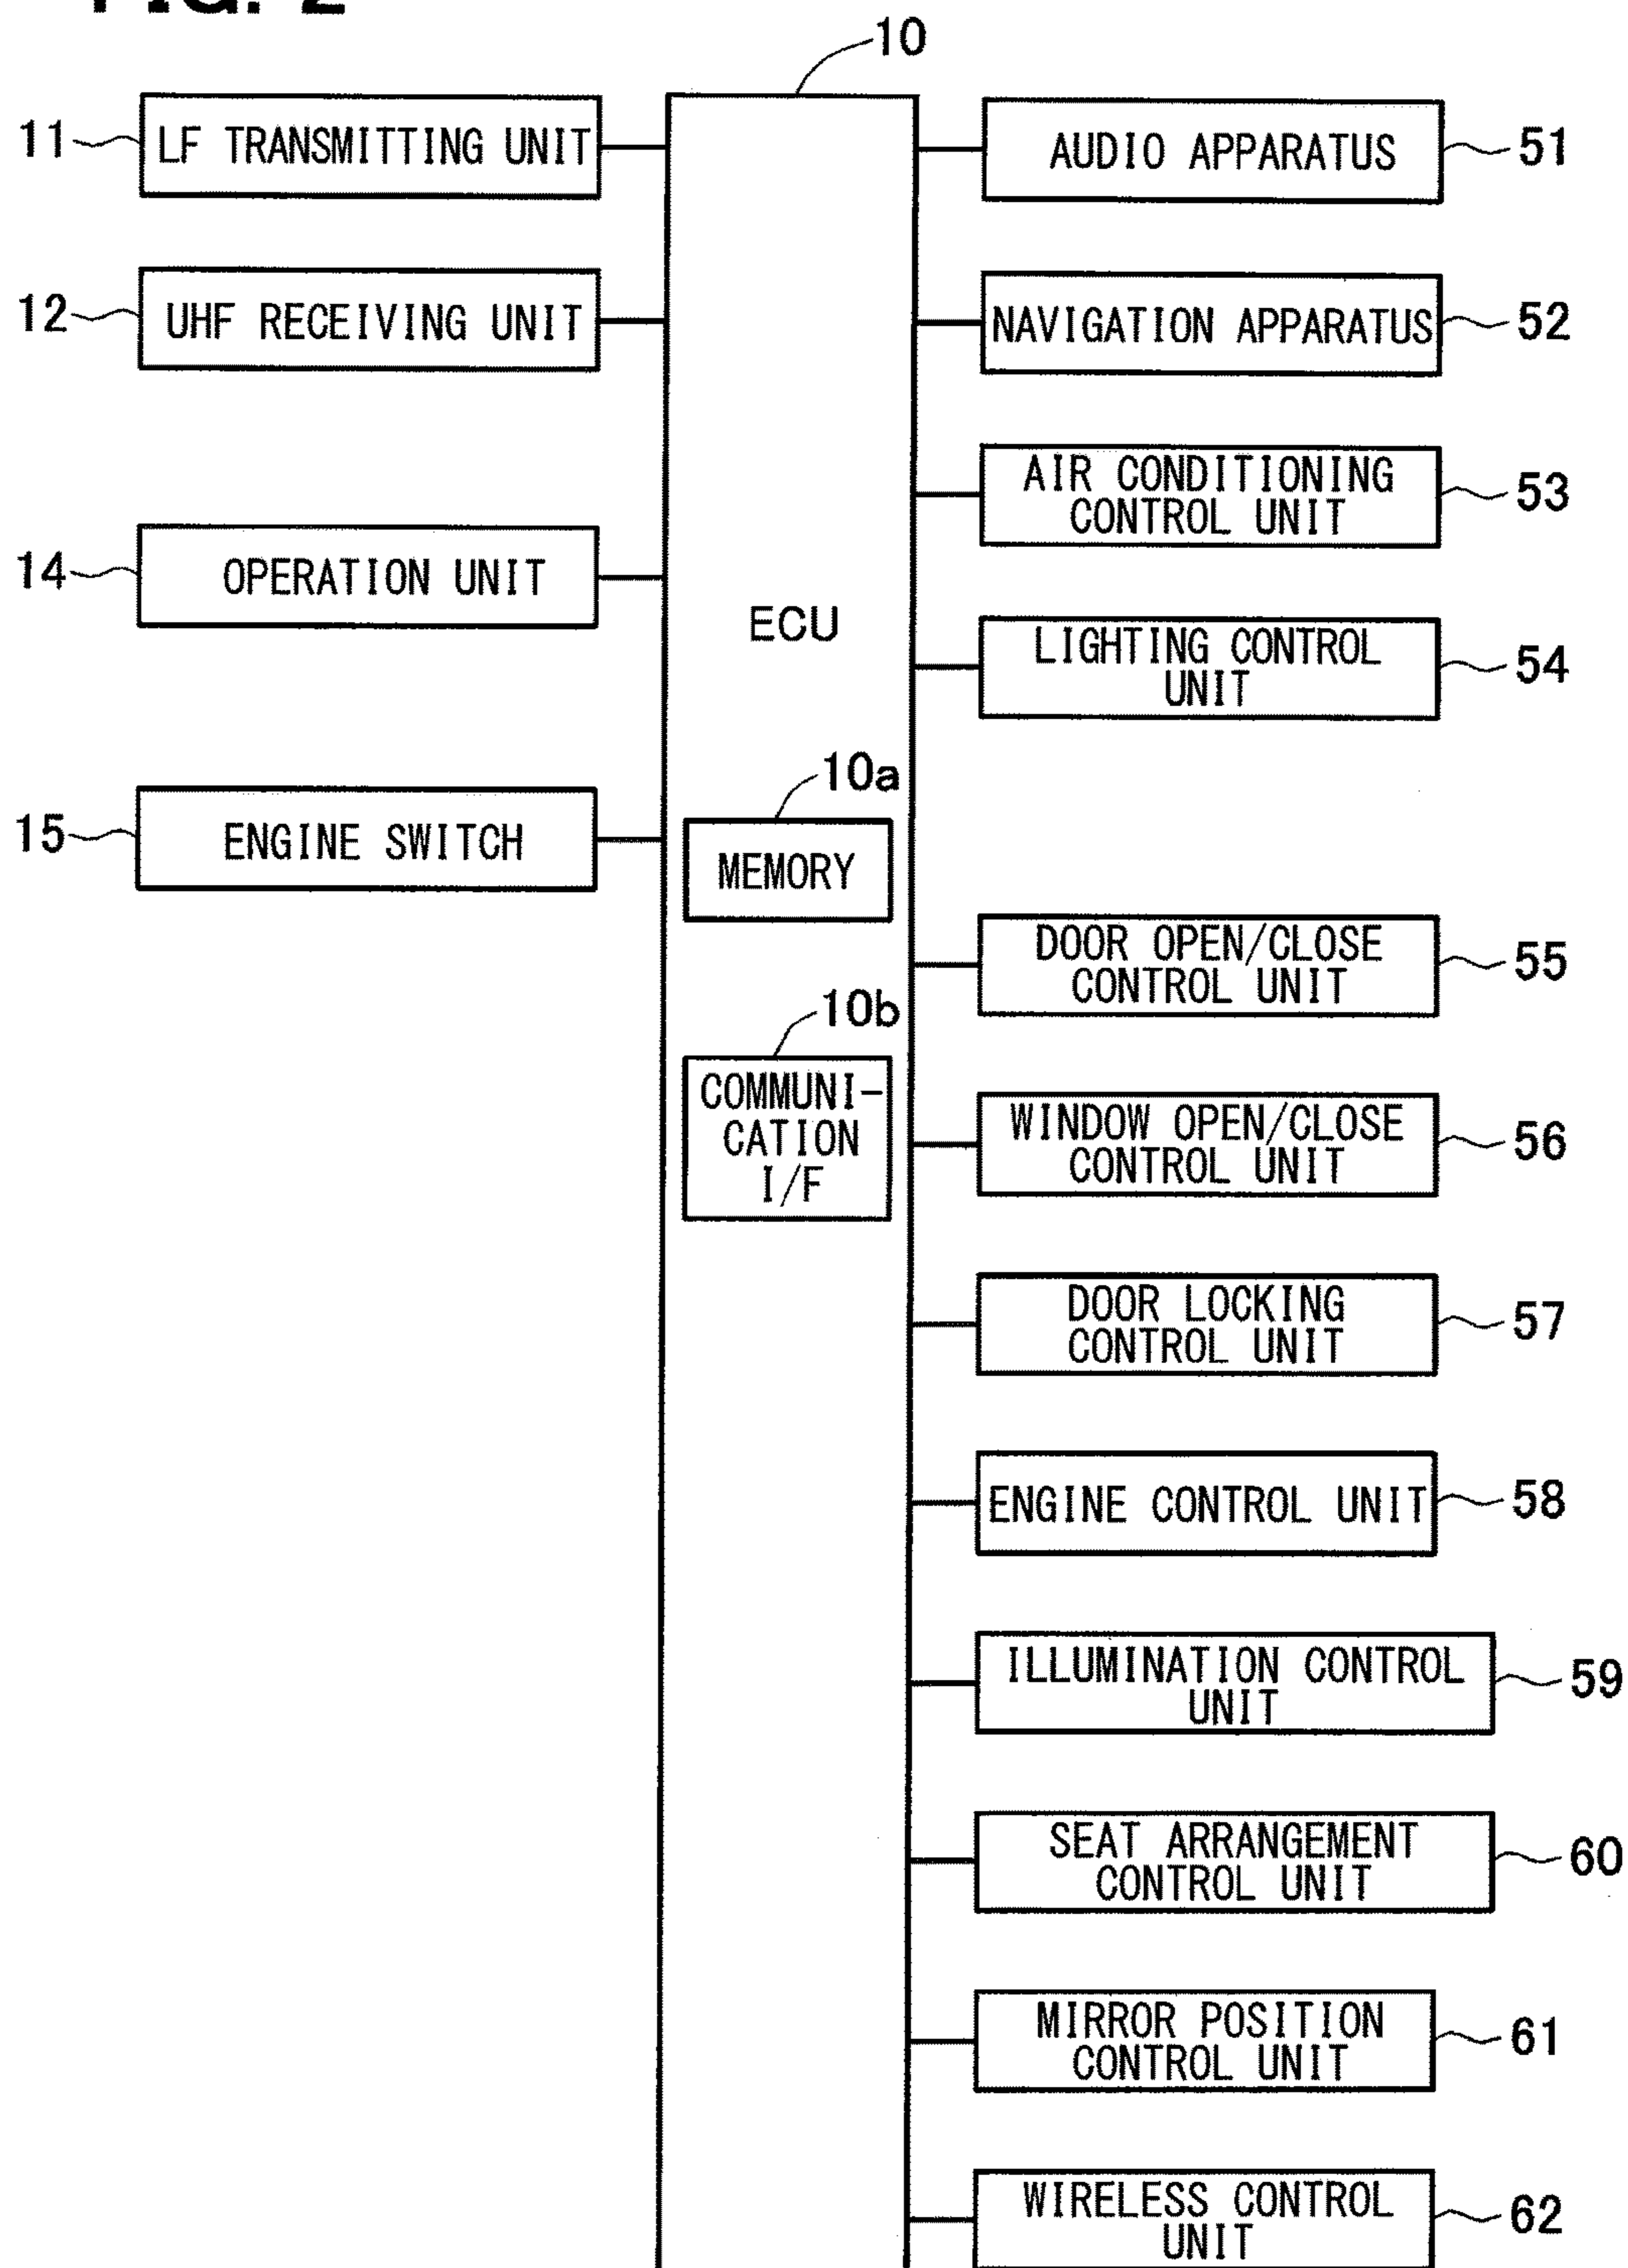 FIG. 2
10
11
LF TRANSMITTING UNIT
12
UHF RECEIVING UNIT
14
OPERATION UNIT
15
ENGINE SWITCH
ECU
10a
MEMORY
10b
COMMUNI-
CATION
I/F
AUDIO APPARATUS
51
NAVIGATION APPARATUS
52
AIR CONDITIONING
CONTROL UNIT
53
LIGHTING CONTROL
UNIT
54
DOOR OPEN/CLOSE
CONTROL UNIT
55
WINDOW OPEN/CLOSE
CONTROL UNIT
56
DOOR LOCKING
CONTROL UNIT
57
ENGINE CONTROL UNIT
58
ILLUMINATION CONTROL
UNIT
59
SEAT ARRANGEMENT
CONTROL UNIT
60
MIRROR POSITION
CONTROL UNIT
61
WIRELESS CONTROL
UNIT
62